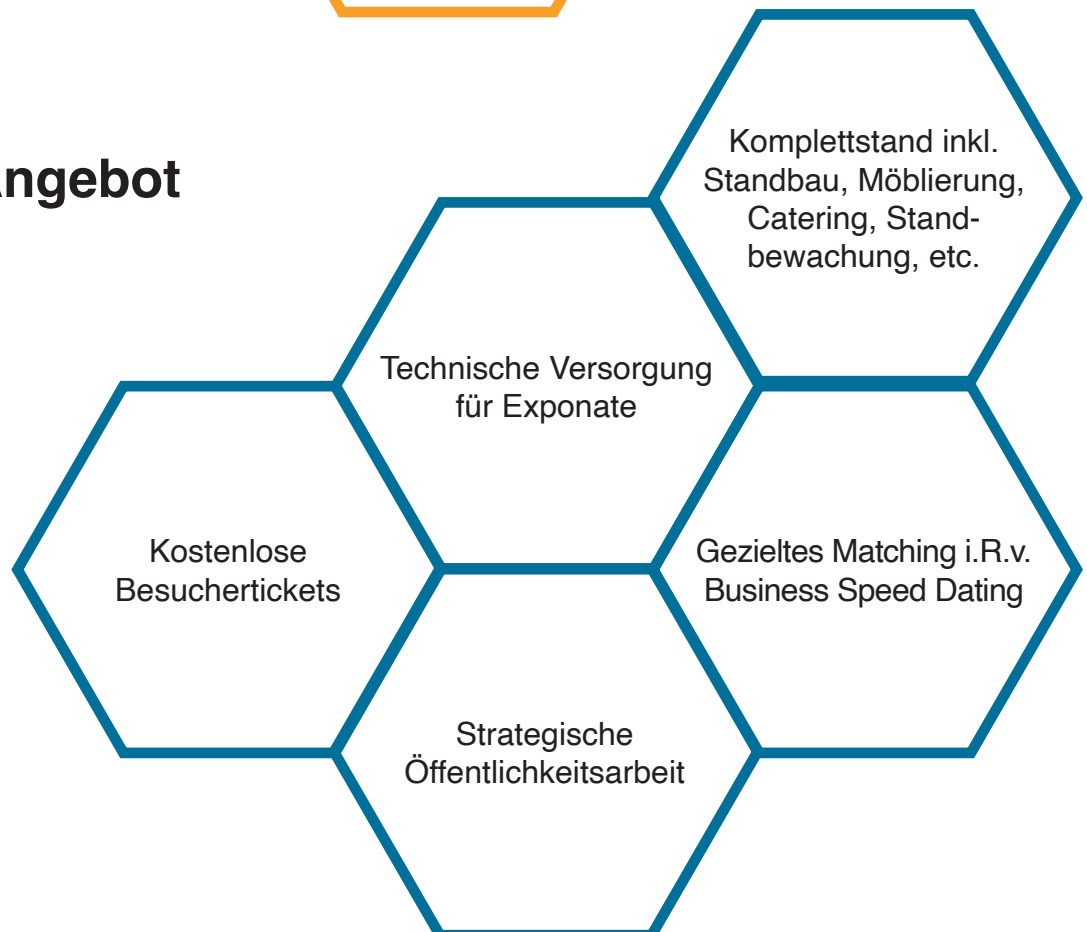 Angebot
Komplettstand inkl.
Standbau, Möblierung,
Catering, Stand-
bewachung, etc.
Technische Versorgung
für Exponate
Kostenlose
Besuchertickets
Gezieltes Matching i.R.v.
Business Speed Dating
Strategische
Öffentlichkeitsarbeit